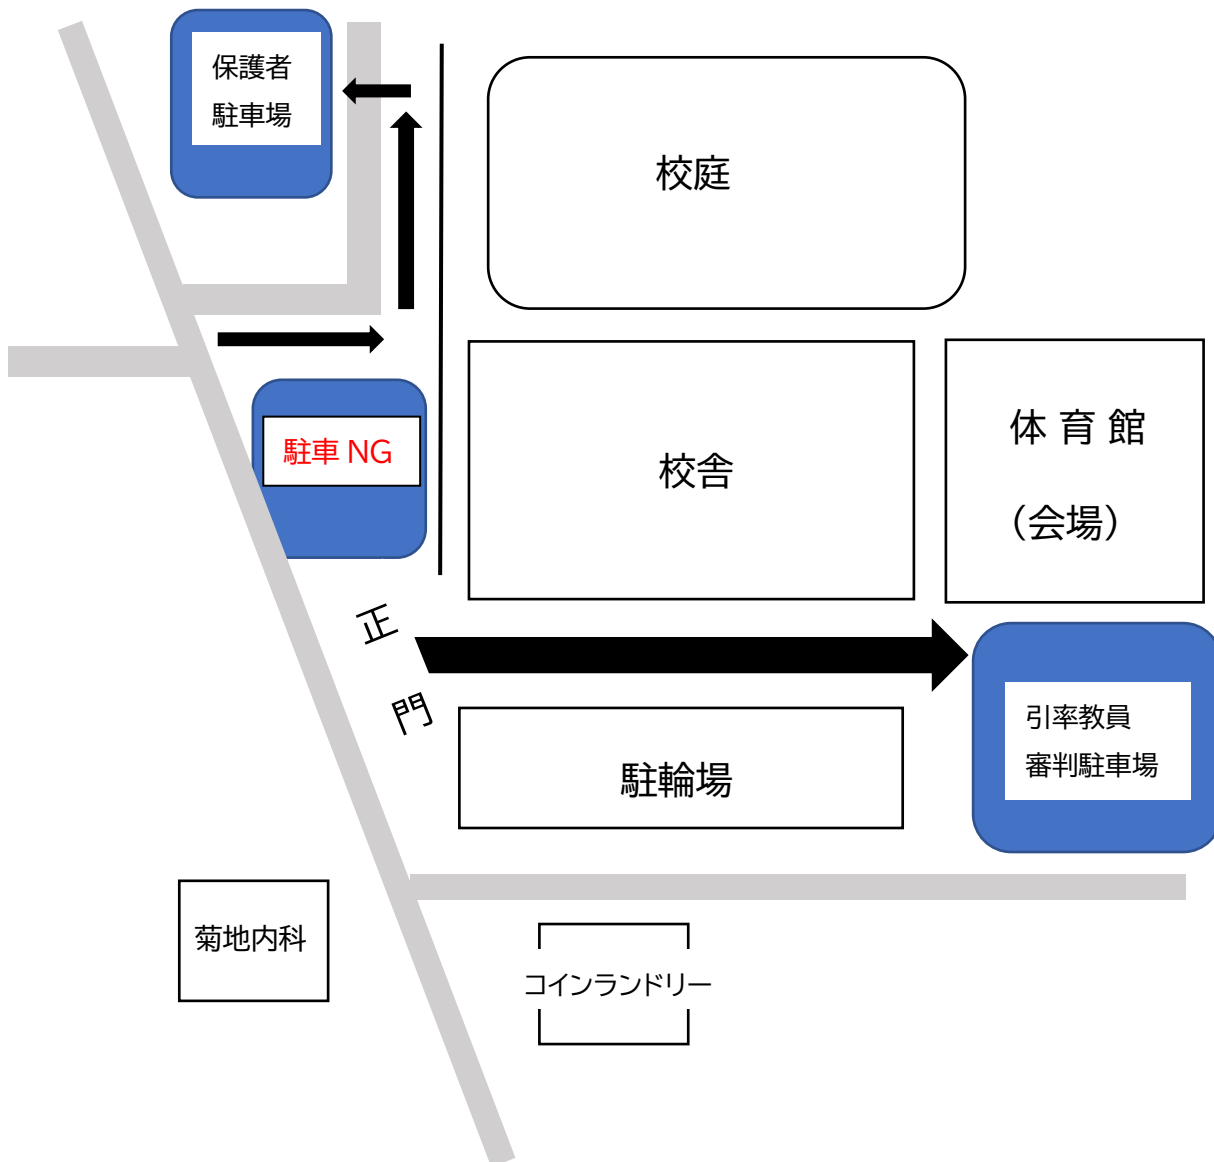 保護者
駐車場
校庭
駐車 NG
校舎
体 育 館
（会場）
正
門
引率教員
審判駐車場
駐輪場
菊地内科
コインランドリー